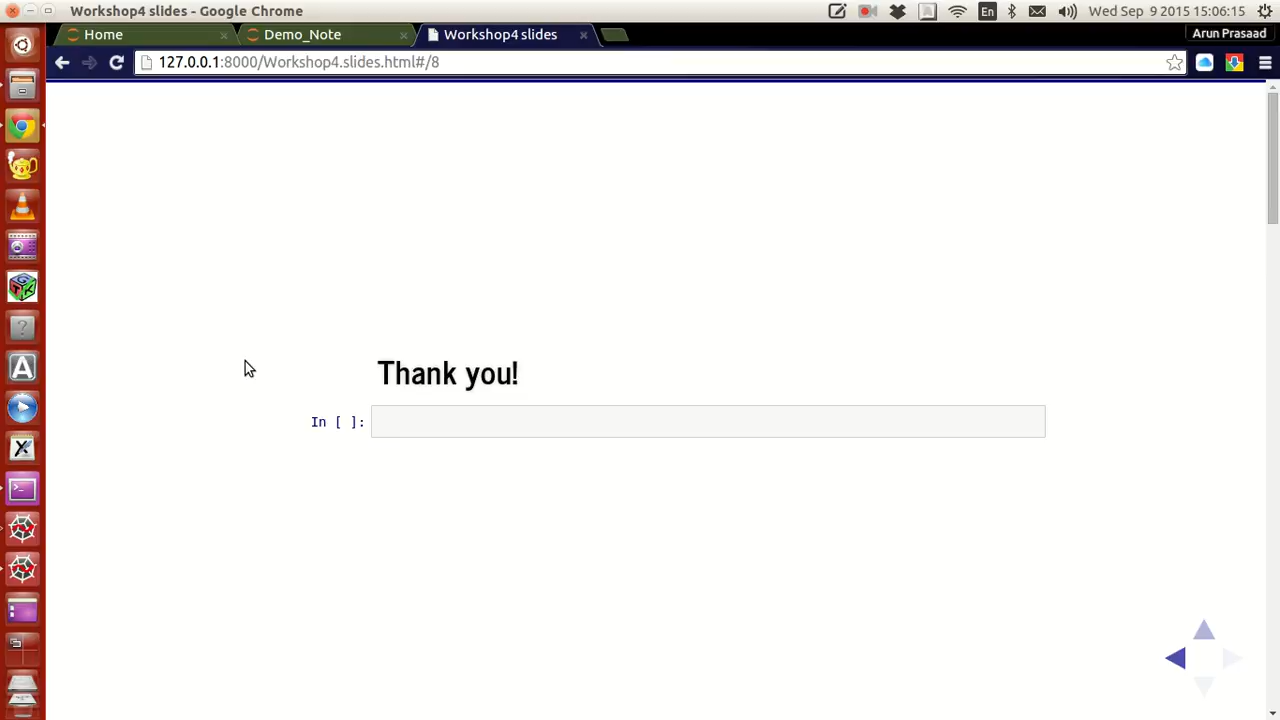 Workshop4 slides - Google Chrome
En
Wed Sep 9 2015 15:06:15
Home
Demo_Note
Workshop4 slides
Arun Prasaad
127.0.0.1:8000/Workshop4.slides.html#/8
Thank you!
In [ ]: